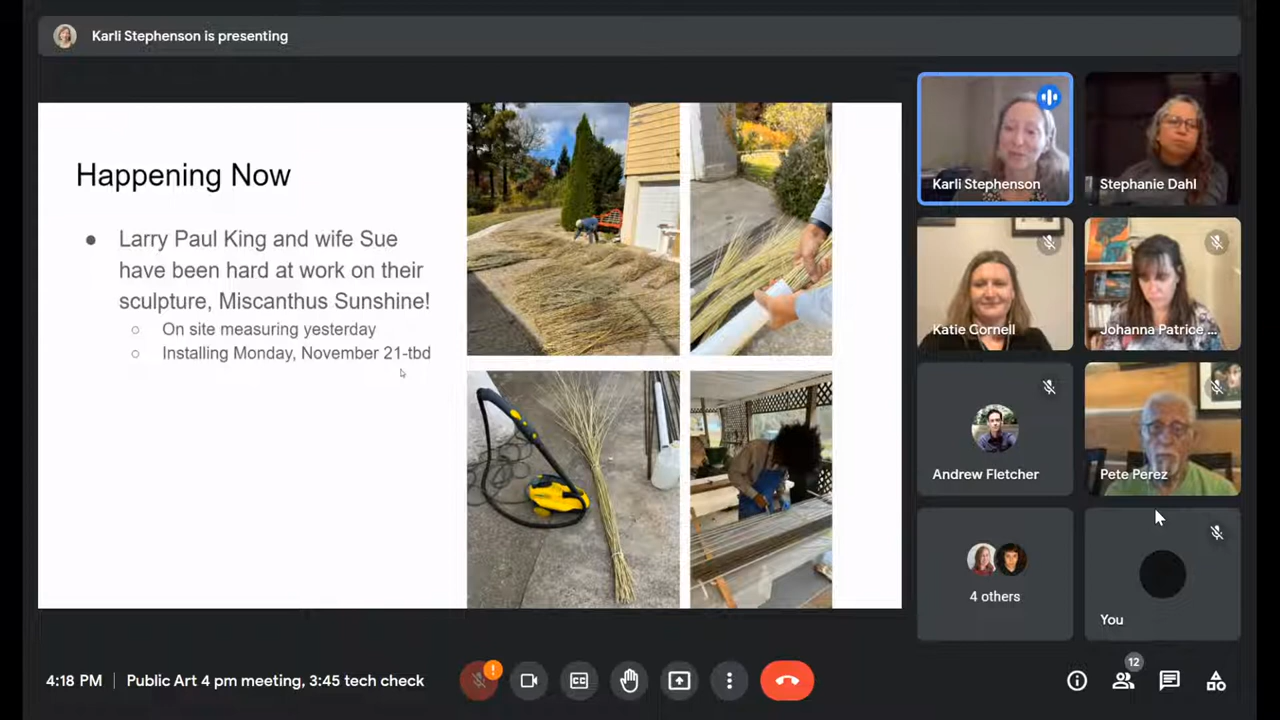 Karli Stephenson is presenting
Happening Now
● Larry Paul King and wife Sue
have been hard at work on their
sculpture, Miscanthus Sunshine!
○ On site measuring yesterday
○ Installing Monday, November 21-tbd
Karli Stephenson
Stephanie Dahl
Katie Cornell
Johanna Patrice ...
Andrew Fletcher
Pete Perez
4 others
You
4:18 PM | Public Art 4 pm meeting, 3:45 tech check
!
CC
12